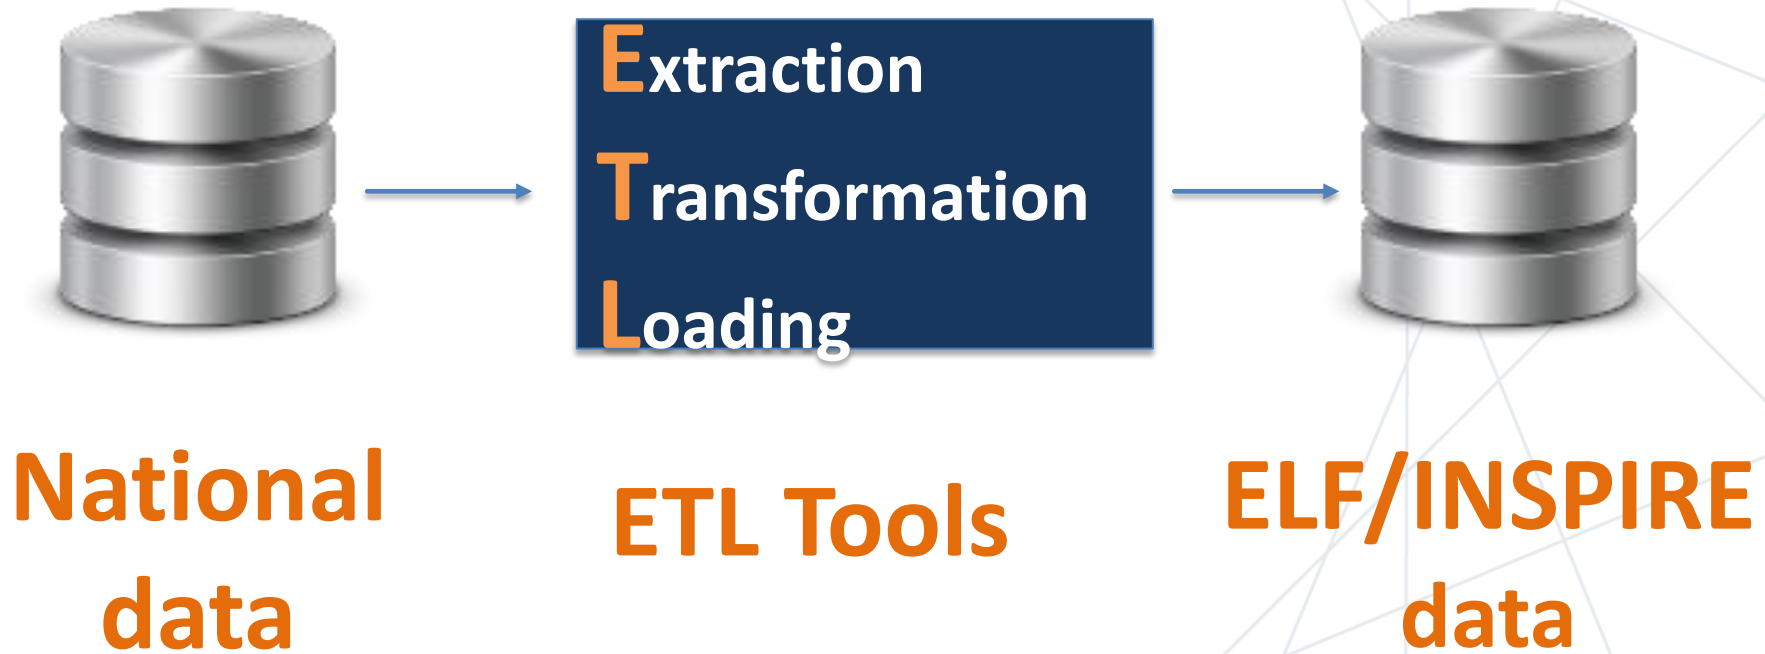 Extraction
Transformation
Loading
National
data
ETL Tools
ELF/INSPIRE
data